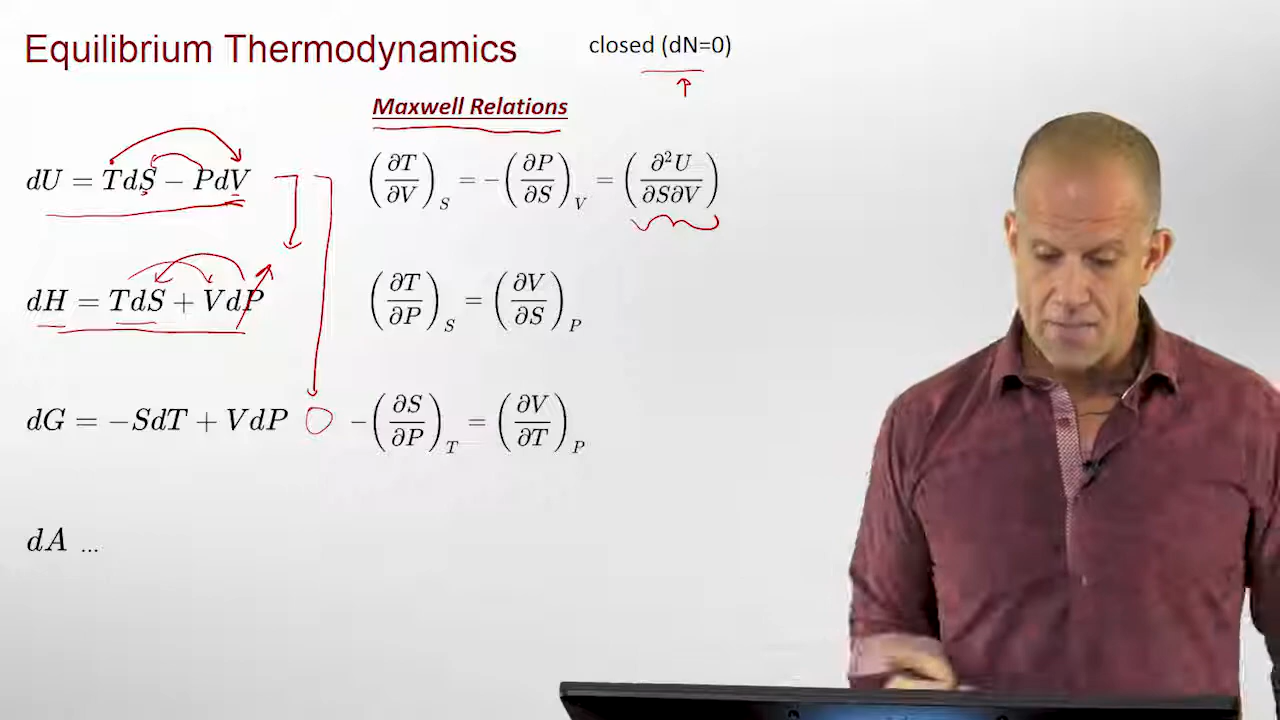 Equilibrium Thermodynamics
closed (dN=0)
Maxwell Relations
dU = TdS − PdV
(∂T/∂V)_S = −(∂P/∂S)_V = (∂²U/∂S∂V)
dH = TdS + VdP
(∂T/∂P)_S = (∂V/∂S)_P
dG = −SdT + VdP
−(∂S/∂P)_T = (∂V/∂T)_P
dA ...